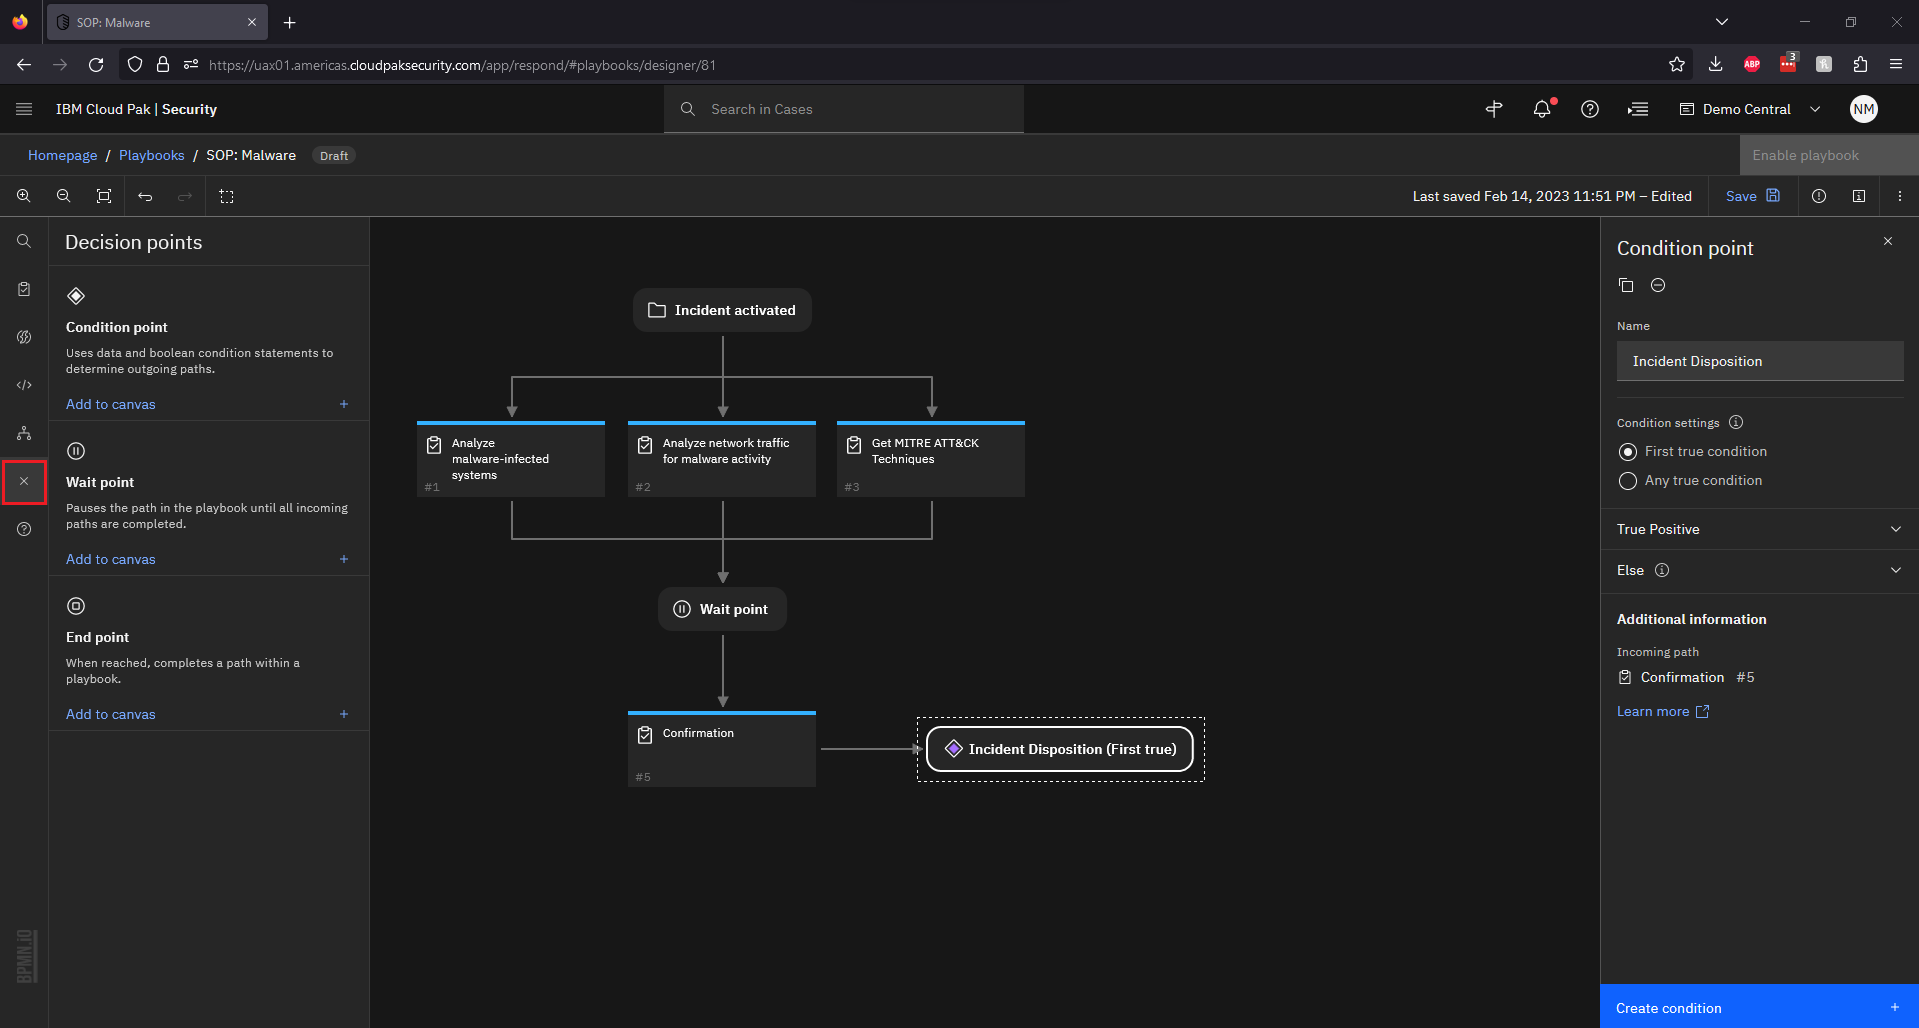 SOP: Malware
https://uax01.americas.cloudpaksecurity.com/app/respond/#playbooks/designer/81
ABP
3
IBM Cloud Pak | Security
Search in Cases
Demo Central
NM
Homepage / Playbooks / SOP: Malware Draft
Enable playbook
Last saved Feb 14, 2023 11:51 PM – Edited
Save
Decision points
Condition point
Uses data and boolean condition statements to
determine outgoing paths.
Add to canvas +
Wait point
Pauses the path in the playbook until all incoming
paths are completed.
Add to canvas +
End point
When reached, completes a path within a
playbook.
Add to canvas +
BPMN.iO
Incident activated
Analyze
malware-infected
systems
#1
Analyze network traffic
for malware activity
#2
Get MITRE ATT&CK
Techniques
#3
Wait point
Confirmation
#5
Incident Disposition (First true)
Condition point
Name
Incident Disposition
Condition settings
First true condition
Any true condition
True Positive
Else
Additional information
Incoming path
Confirmation #5
Learn more
Create condition +